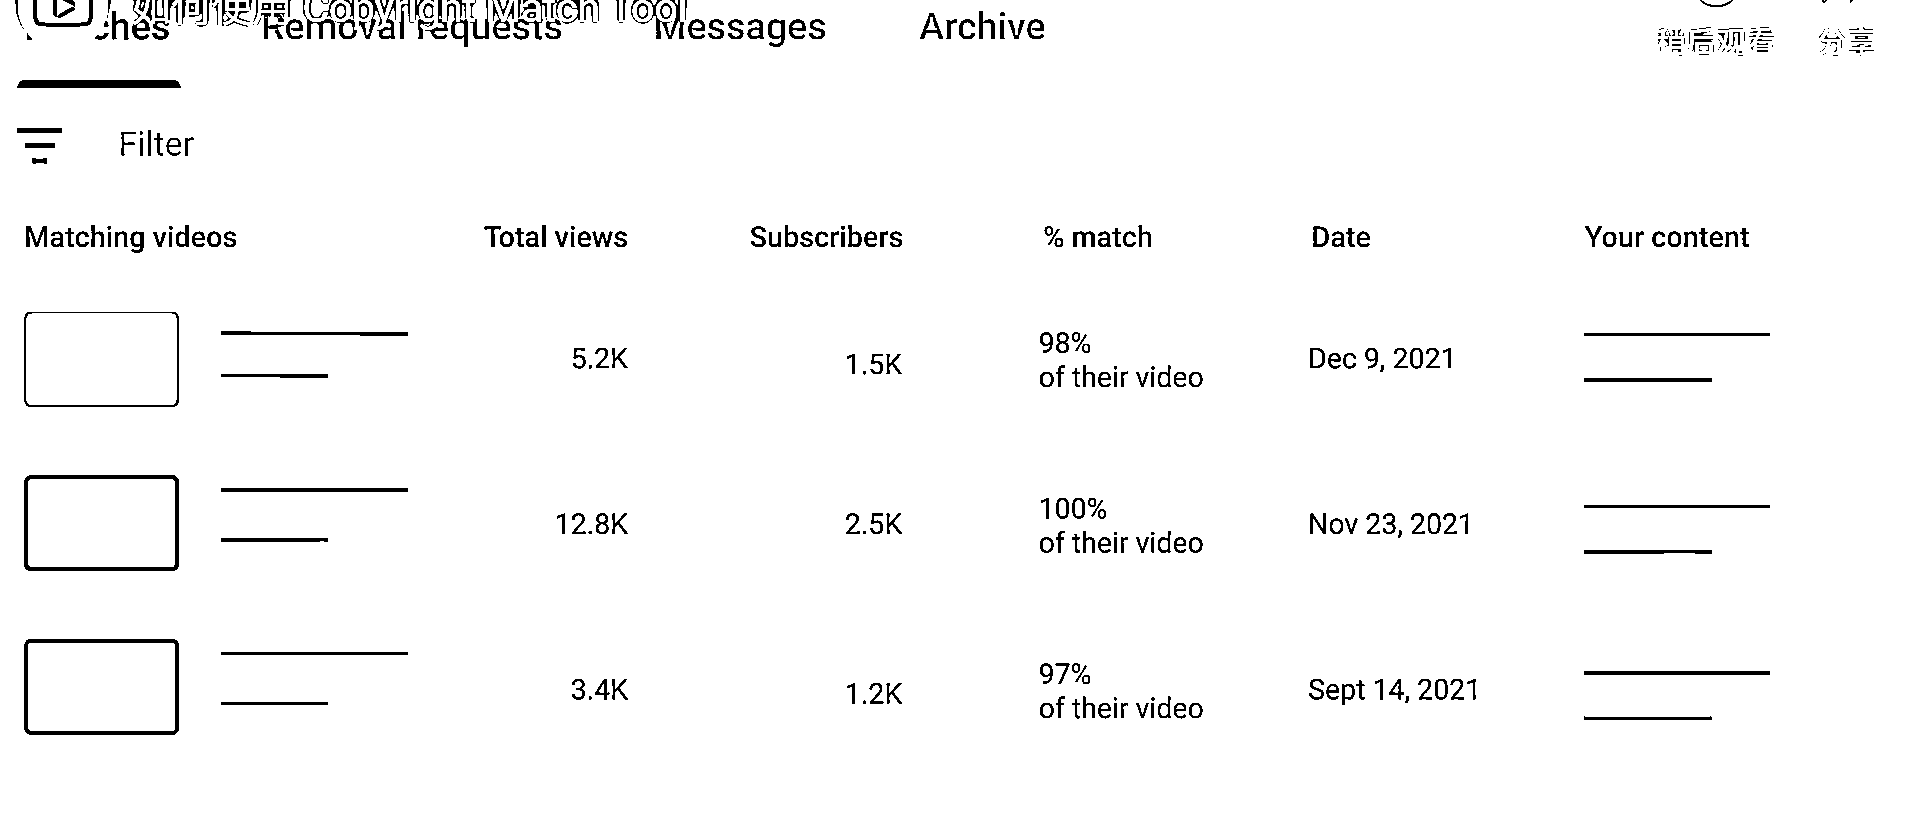 如何使用 Copyright Match Tool
ches Removal requests Messages Archive
稍后观看 分享
Filter
Matching videos Total views Subscribers % match Date Your content
5.2K 1.5K 98% of their video Dec 9, 2021
12.8K 2.5K 100% of their video Nov 23, 2021
3.4K 1.2K 97% of their video Sept 14, 2021